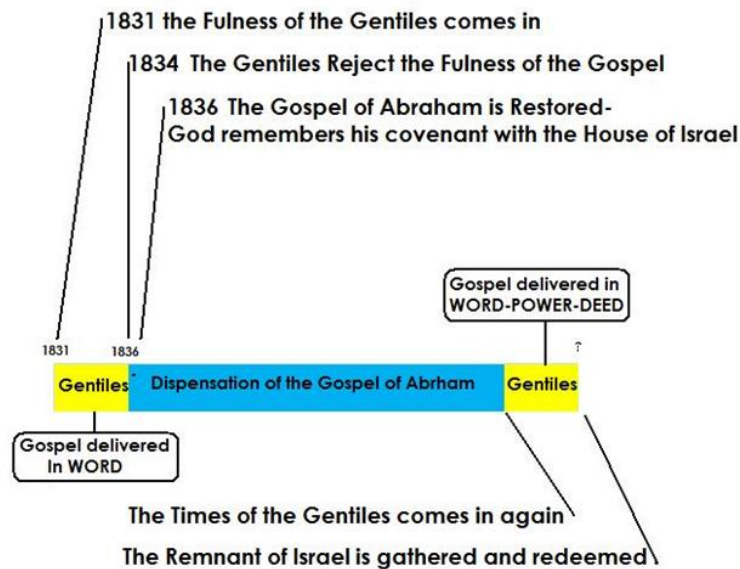 1831 the Fulness of the Gentiles comes in
1834 The Gentiles Reject the Fulness of the Gospel
1836 The Gospel of Abraham is Restored-
God remembers his covenant with the House of Israel
Gospel delivered in
WORD-POWER-DEED
1831
1836
?
Gentiles
Dispensation of the Gospel of Abrham
Gentiles
Gospel delivered
In WORD
The Times of the Gentiles comes in again
The Remnant of Israel is gathered and redeemed